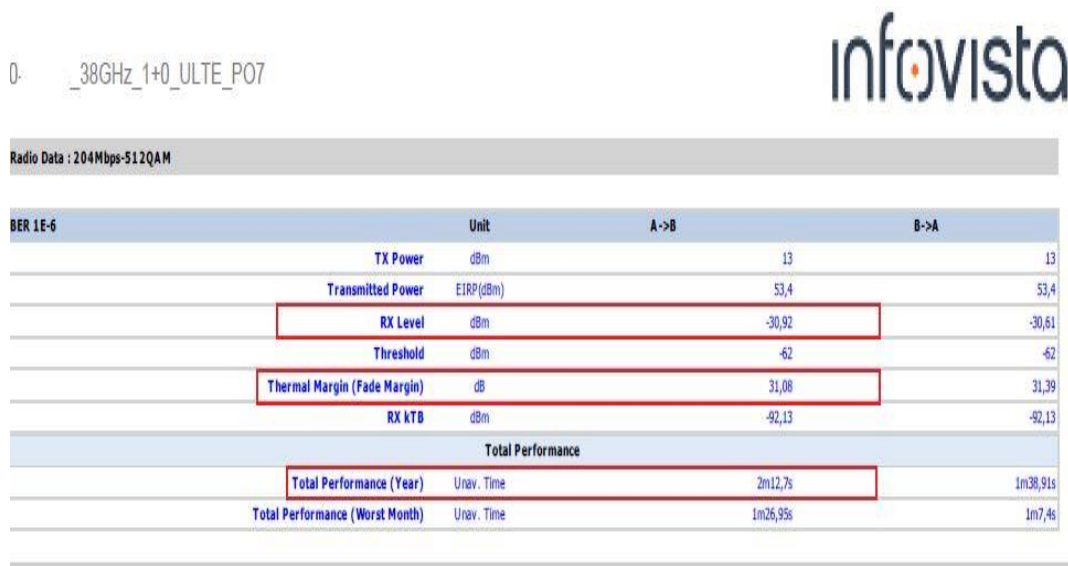 0- _38GHz_1+0_ULTE_PO7
infovista
Radio Data : 204Mbps-512QAM
BER 1E-6 Unit A->B B->A
TX Power dBm 13 13
Transmitted Power EIRP(dBm) 53,4 53,4
RX Level dBm -30,92 -30,61
Threshold dBm -62 -62
Thermal Margin (Fade Margin) dB 31,08 31,39
RX kTB dBm -92,13 -92,13
Total Performance
Total Performance (Year) Unav. Time 2m12,7s 1m38,91s
Total Performance (Worst Month) Unav. Time 1m26,95s 1m7,4s